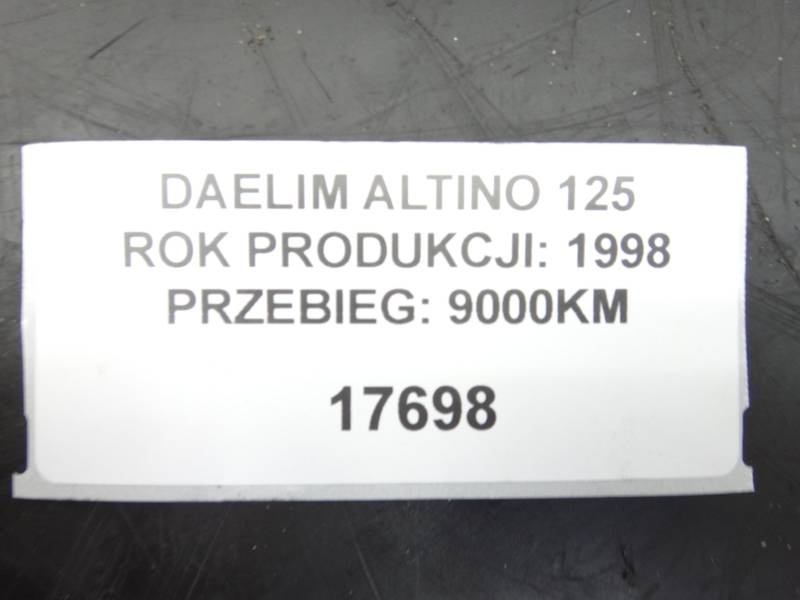 DAELIM ALTINO 125
ROK PRODUKCJI: 1998
PRZEBIEG: 9000KM
17698